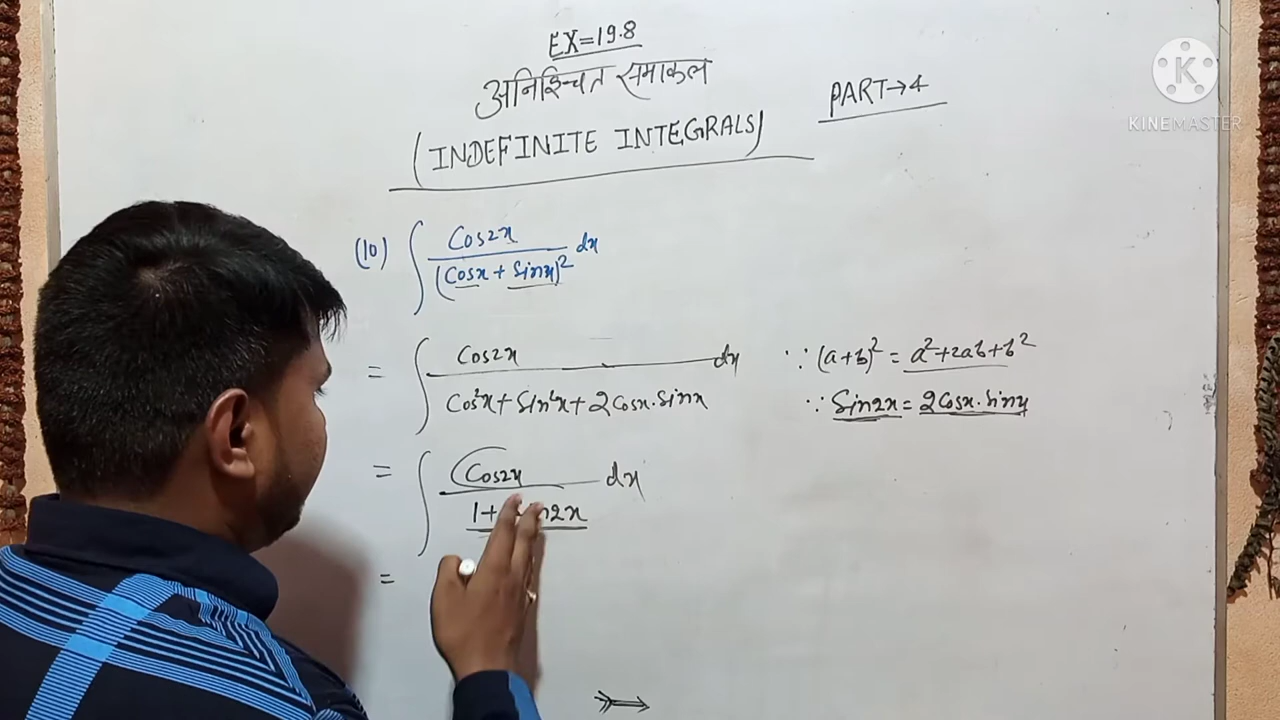 EX=19.8
अनिश्चित समाकल
PART→4
(INDEFINITE INTEGRALS)
K
KINEMASTER
(10) ∫ Cos2x / (Cosx + Sinx)² dx
= ∫ Cos2x / Cos²x + Sin²x + 2Cosx·Sinx dx
∵ (a+b)² = a²+2ab+b²
∵ Sin2x = 2Cosx·Sinx
= ∫ Cos2x / 1+ Sin2x dx
=